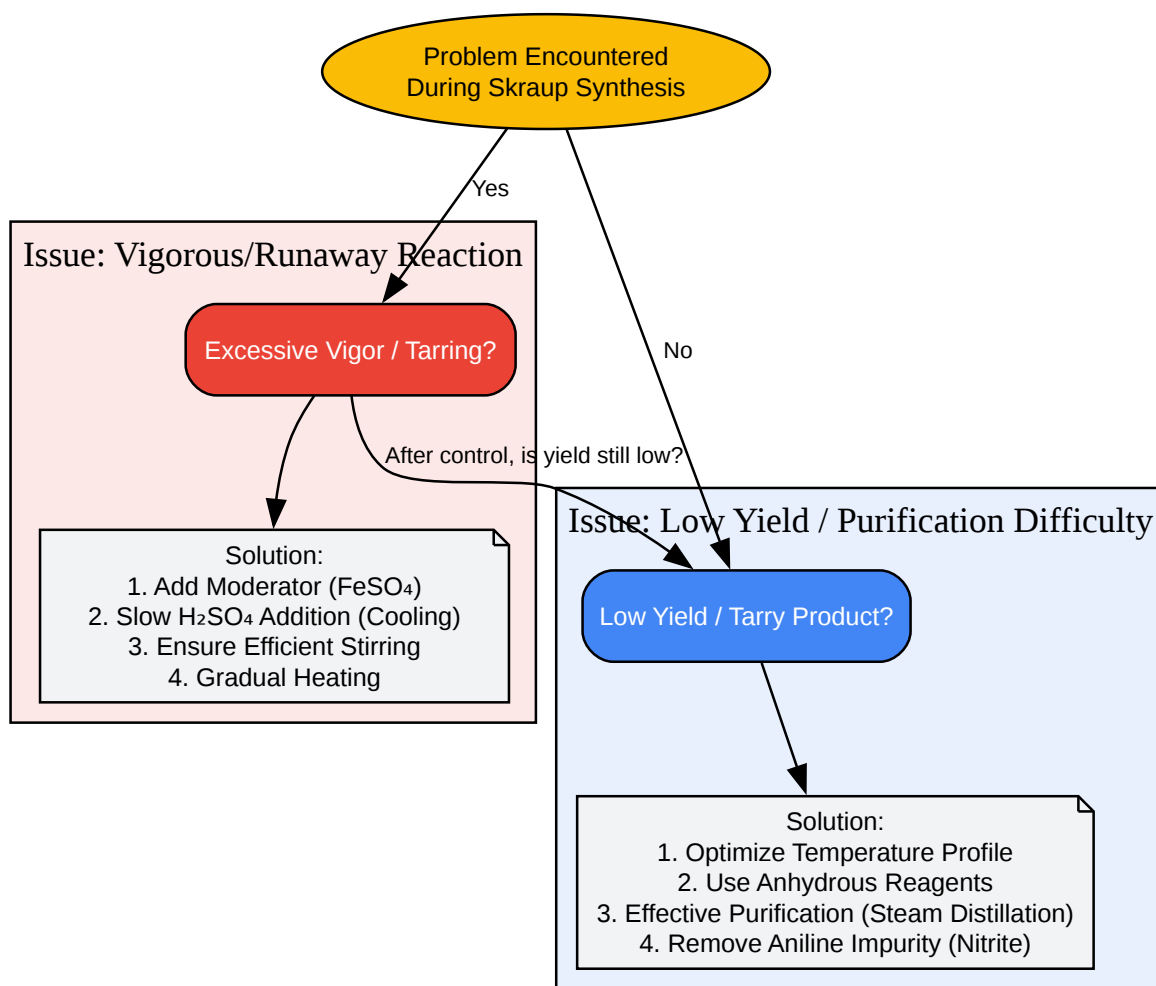 Problem Encountered
During Skraup Synthesis
Yes
Issue: Vigorous/Runaway Reaction
Excessive Vigor / Tarring?
No
After control, is yield still low?
Issue: Low Yield / Purification Difficulty
Solution:
1. Add Moderator (FeSO₄)
2. Slow H₂SO₄ Addition (Cooling)
3. Ensure Efficient Stirring
4. Gradual Heating
Low Yield / Tarry Product?
Solution:
1. Optimize Temperature Profile
2. Use Anhydrous Reagents
3. Effective Purification (Steam Distillation)
4. Remove Aniline Impurity (Nitrite)